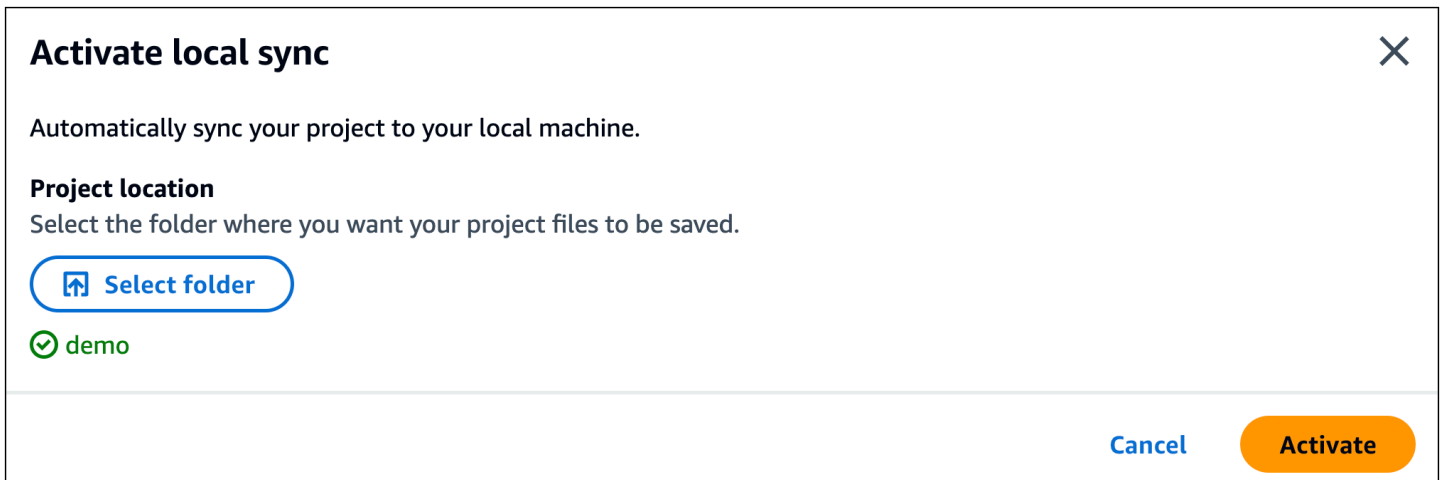 Activate local sync
Automatically sync your project to your local machine.
Project location
Select the folder where you want your project files to be saved.
Select folder
demo
Cancel
Activate